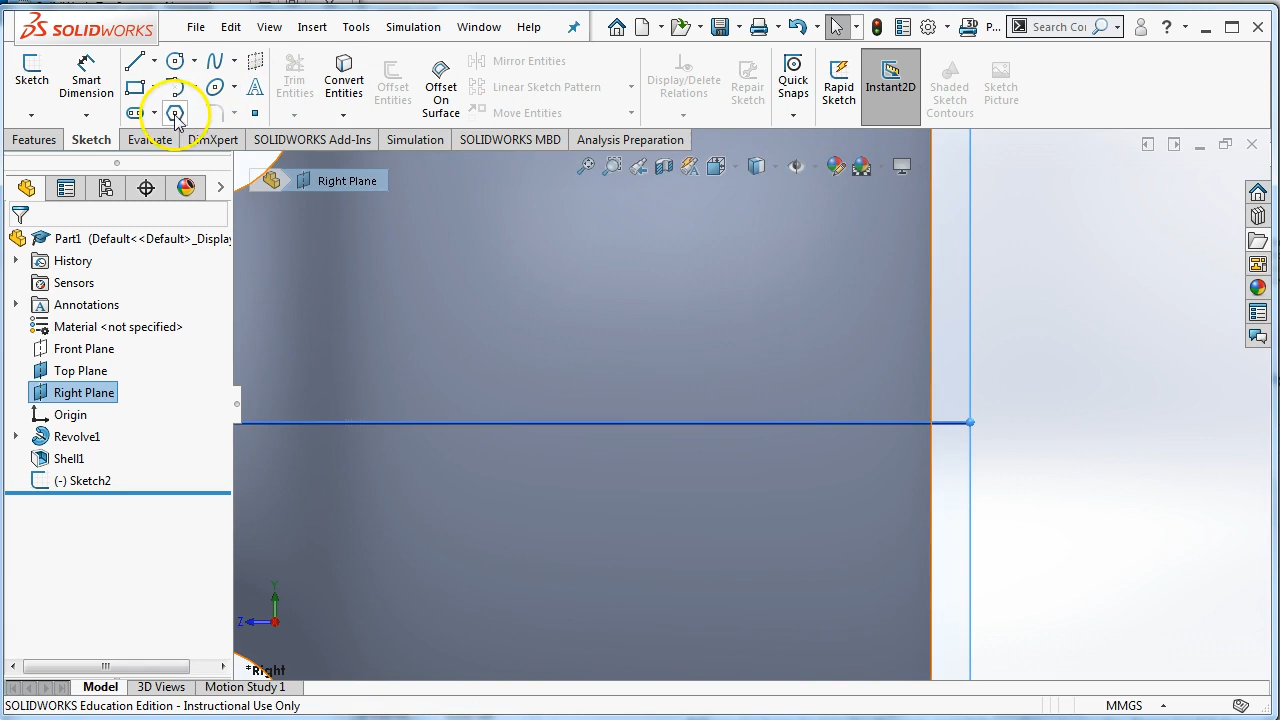 SOLIDWORKS File Edit View Insert Tools Simulation Window Help P... Search Co
Sketch Smart Dimension Trim Entities Convert Entities Offset Entities Offset On Surface Mirror Entities Linear Sketch Pattern Move Entities Display/Delete Relations Repair Sketch Quick Snaps Rapid Sketch Instant2D Shaded Sketch Contours Sketch Picture
Features Sketch Evaluate DimXpert SOLIDWORKS Add-Ins Simulation SOLIDWORKS MBD Analysis Preparation
Right Plane
Part1 (Default<<Default>_Display
History
Sensors
Annotations
Material <not specified>
Front Plane
Top Plane
Right Plane
Origin
Revolve1
Shell1
(-) Sketch2
Y
Z
*Right
Model 3D Views Motion Study 1
SOLIDWORKS Education Edition - Instructional Use Only MMGS